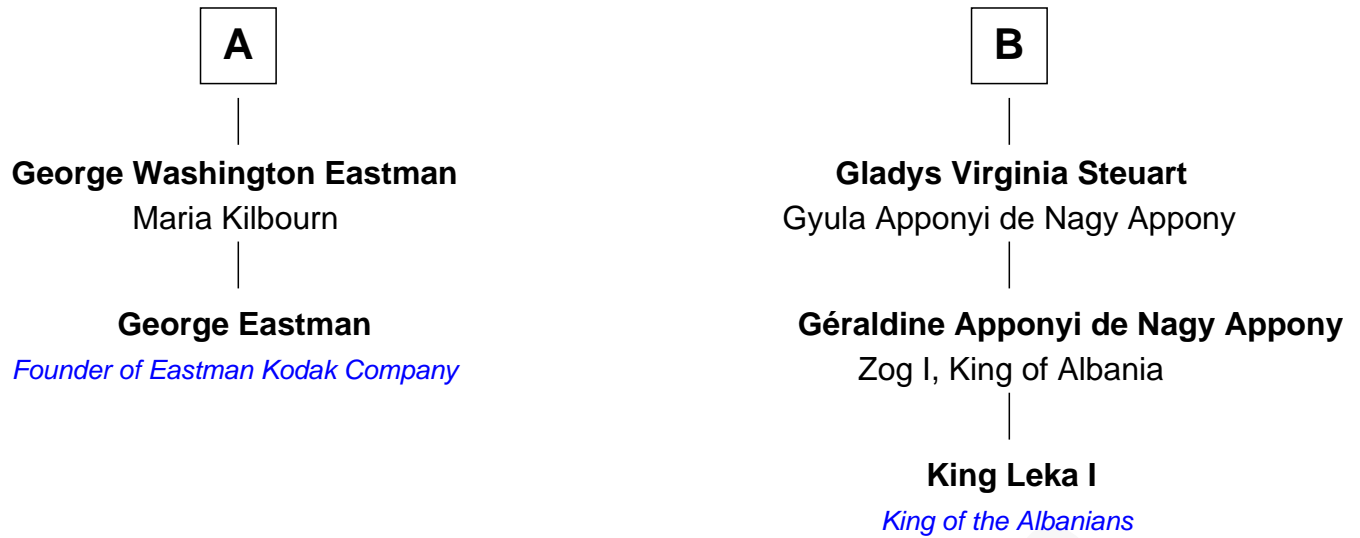 A
George Washington Eastman
Maria Kilbourn
George Eastman
Founder of Eastman Kodak Company
B
Gladys Virginia Steuart
Gyula Apponyi de Nagy Appony
Géraldine Apponyi de Nagy Appony
Zog I, King of Albania
King Leka I
King of the Albanians